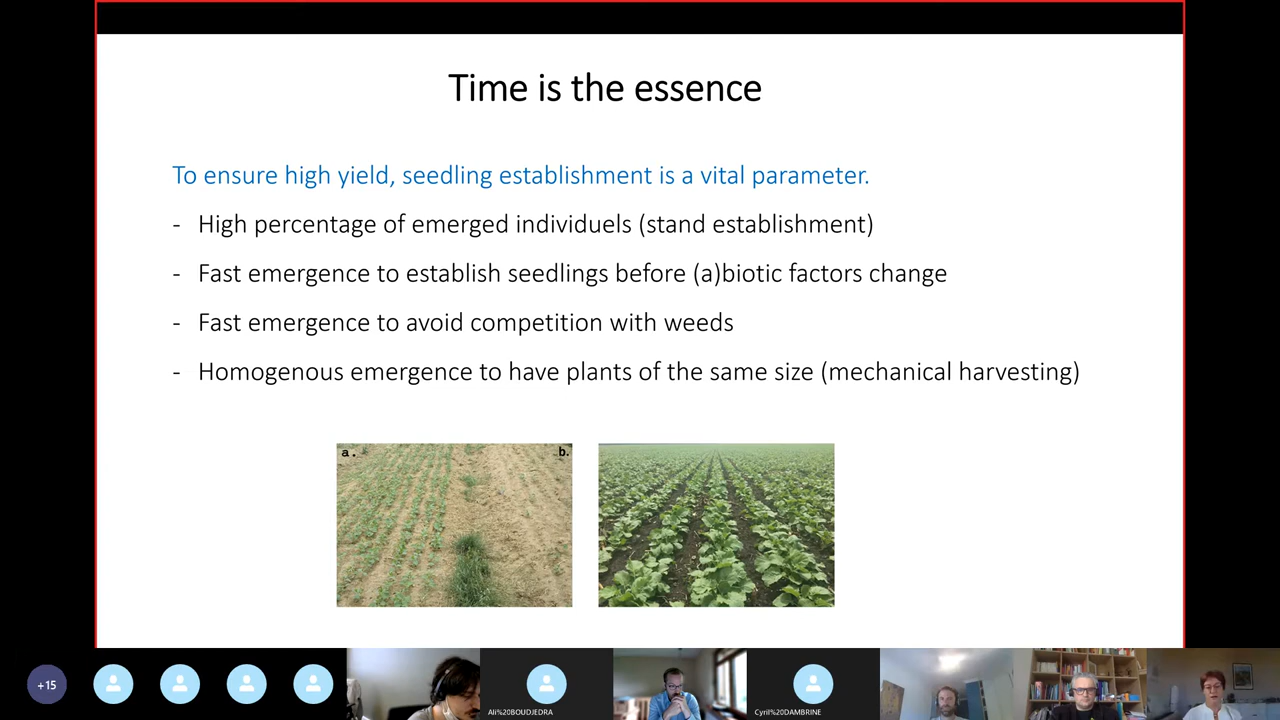 Time is the essence
To ensure high yield, seedling establishment is a vital parameter.
- High percentage of emerged individuels (stand establishment)
- Fast emergence to establish seedlings before (a)biotic factors change
- Fast emergence to avoid competition with weeds
- Homogenous emergence to have plants of the same size (mechanical harvesting)
a. b.
+15
Ali%20BOUDJEDRA
Cyril%20DAMBRINE